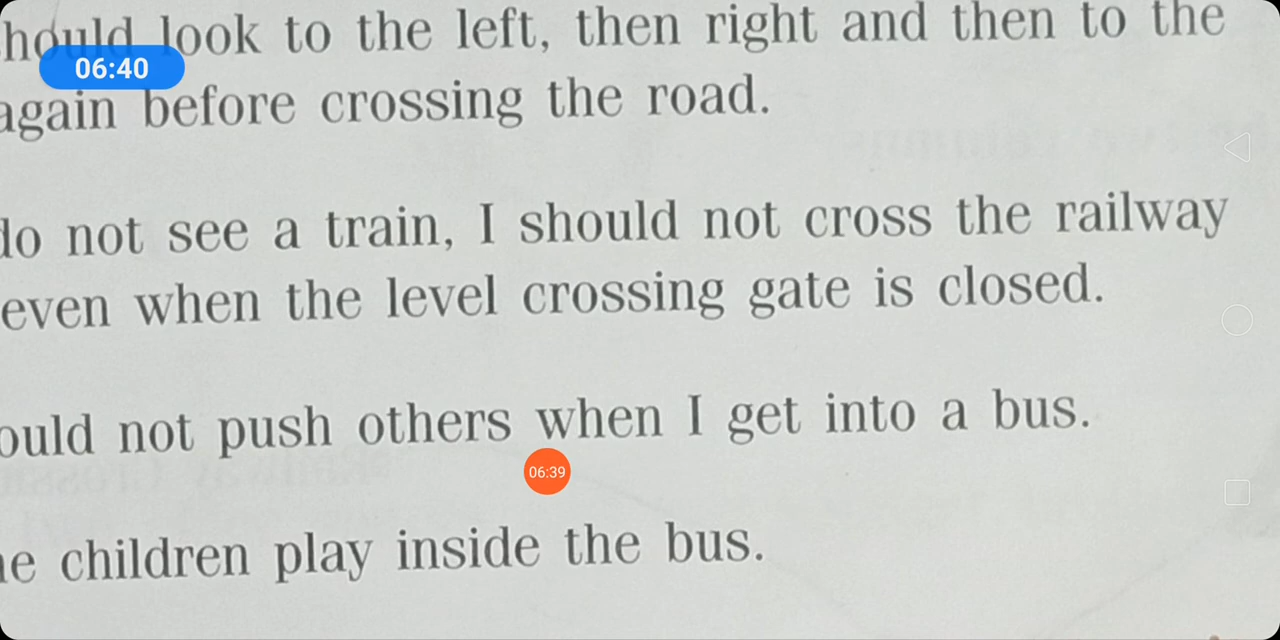 hould look to the left, then right and then to the
06:40
again before crossing the road.
do not see a train, I should not cross the railway
even when the level crossing gate is closed.
ould not push others when I get into a bus.
06:39
children play inside the bus.